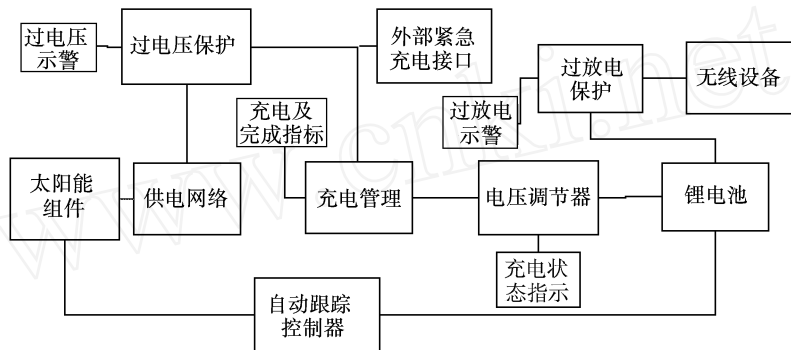 过电压
示警
过电压保护
外部紧急
充电接口
过放电
保护
无线设备
充电及
完成指标
过放电
示警
太阳能
组件
供电网络
充电管理
电压调节器
锂电池
充电状
态指示
自动跟踪
控制器
www.cnki.net